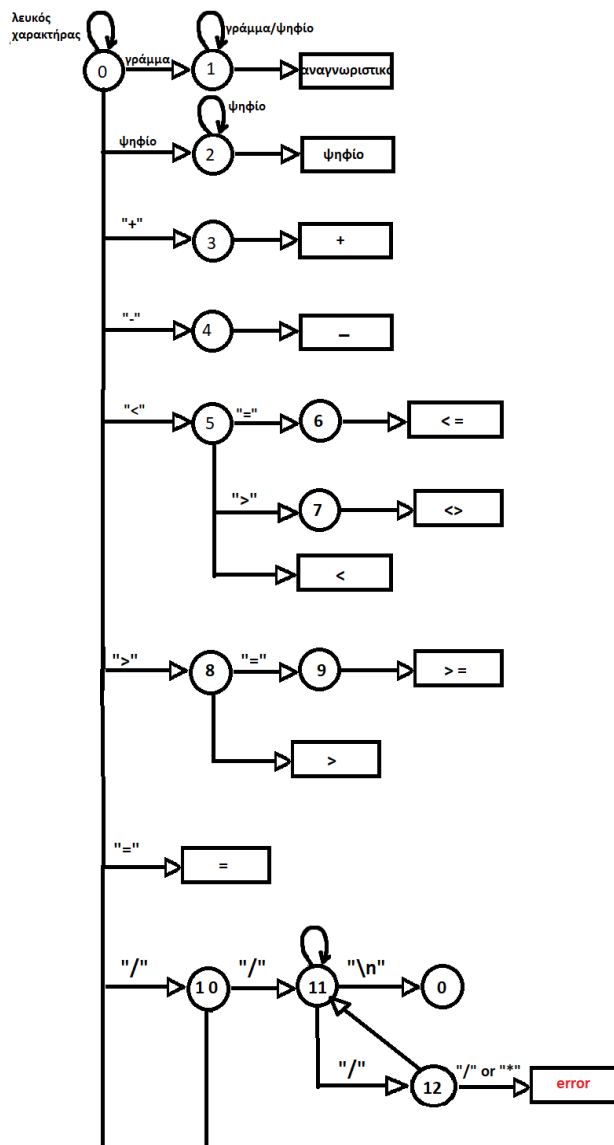 λευκός
χαρακτήρας
γράμμα/ψηφίο
0 γράμμα 1 αναγνωριστικό
ψηφίο
ψηφίο 2 ψηφίο
"+" 3 +
"-" 4 –
"<" 5 "=" 6 < =
">" 7 <>
<
">" 8 "=" 9 > =
>
"=" =
"/" 1 0 "/" 11 "\n" 0
"/" 12 "/" or "*" error